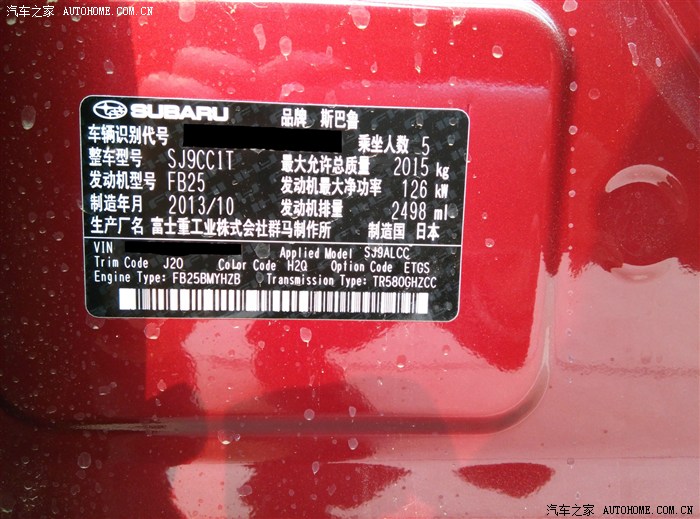 汽车之家 AUTOHOME.COM.CN
SUBARU 品牌 斯巴鲁
车辆识别代号 乘坐人数 5
整车型号 SJ9CC1T 最大允许总质量 2015 kg
发动机型号 FB25 发动机最大净功率 126 kW
制造年月 2013/10 发动机排量 2498 ml
生产厂名 富士重工业株式会社群马制作所 制造国 日本
VIN Applied Model SJ9ALCC
Trim Code J20 Color Code H2Q Option Code ETGS
Engine Type: FB25BMYHZB Transmission Type: TR580GHZCC
汽车之家 AUTOHOME.COM.CN